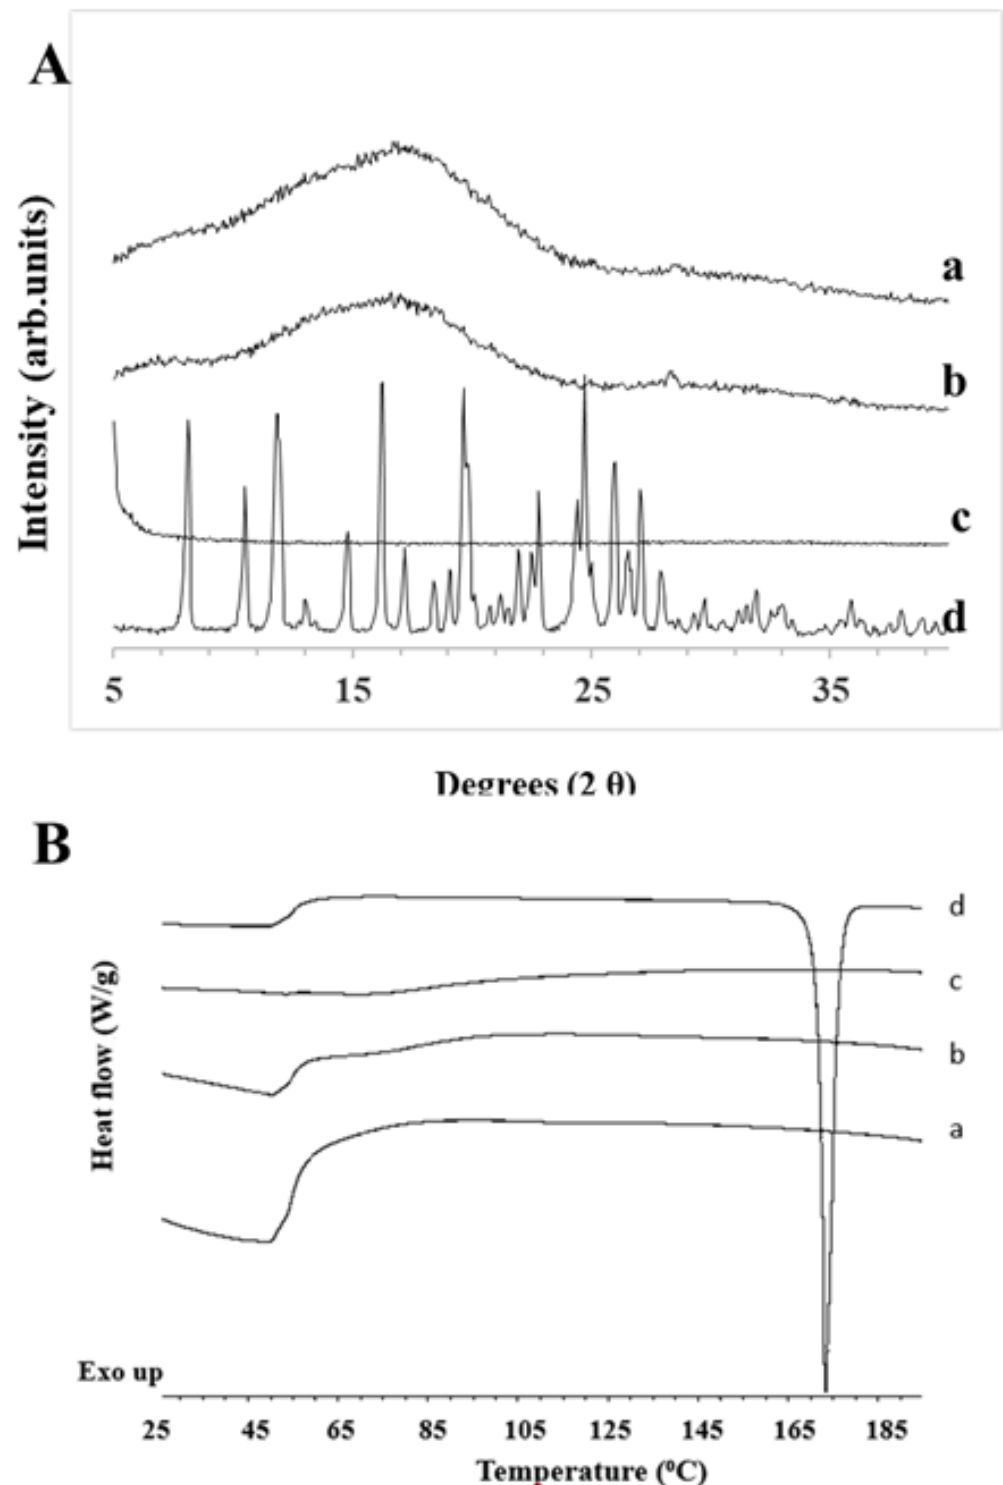 A
Intensity (arb.units)
a
b
c
d
5 15 25 35
Degrees (2 θ)
B
Heat flow (W/g)
d
c
b
a
Exo up
25 45 65 85 105 125 145 165 185
Temperature (⁰C)